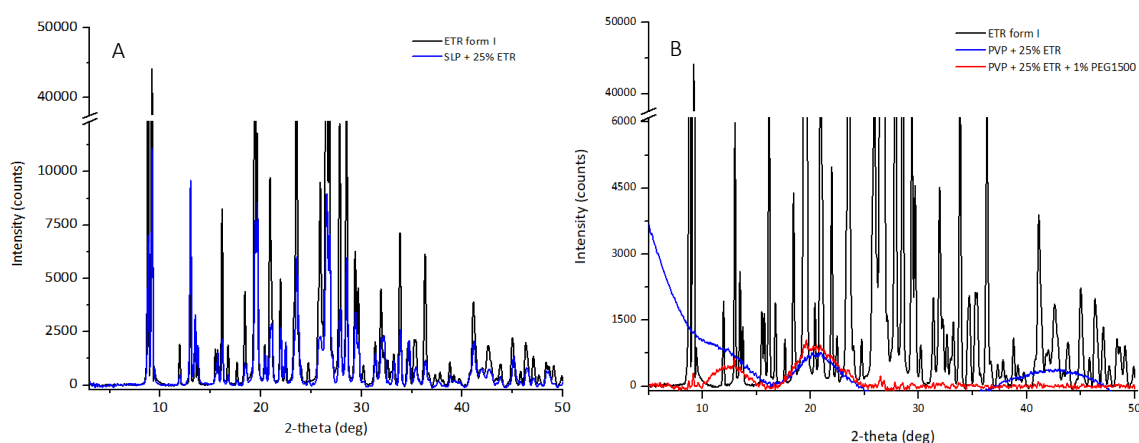 A
ETR form I
SLP + 25% ETR
50000
40000
10000
7500
5000
2500
0
Intensity (counts)
10
20
30
40
50
2-theta (deg)
B
ETR form I
PVP + 25% ETR
PVP + 25% ETR + 1% PEG1500
50000
40000
6000
4500
3000
1500
0
Intensity (counts)
10
20
30
40
50
2-theta (deg)